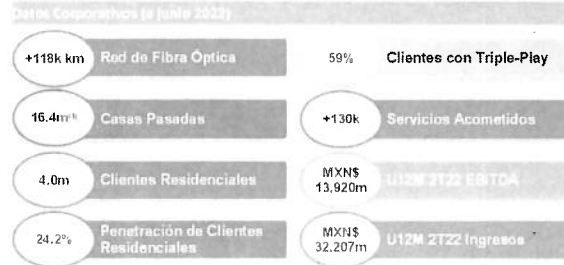 Datos Corporativos (a junio 2022)
+118k km Red de Fibra Óptica
59% Clientes con Triple-Play
16.4m Casas Pasadas
+130k Servicios Acometidos
4.0m Clientes Residenciales
MXN$
13,920m U12M 2T22 EBITDA
24.2% Penetración de Clientes
Residenciales
MXN$
32.207m U12M 2T22 Ingresos